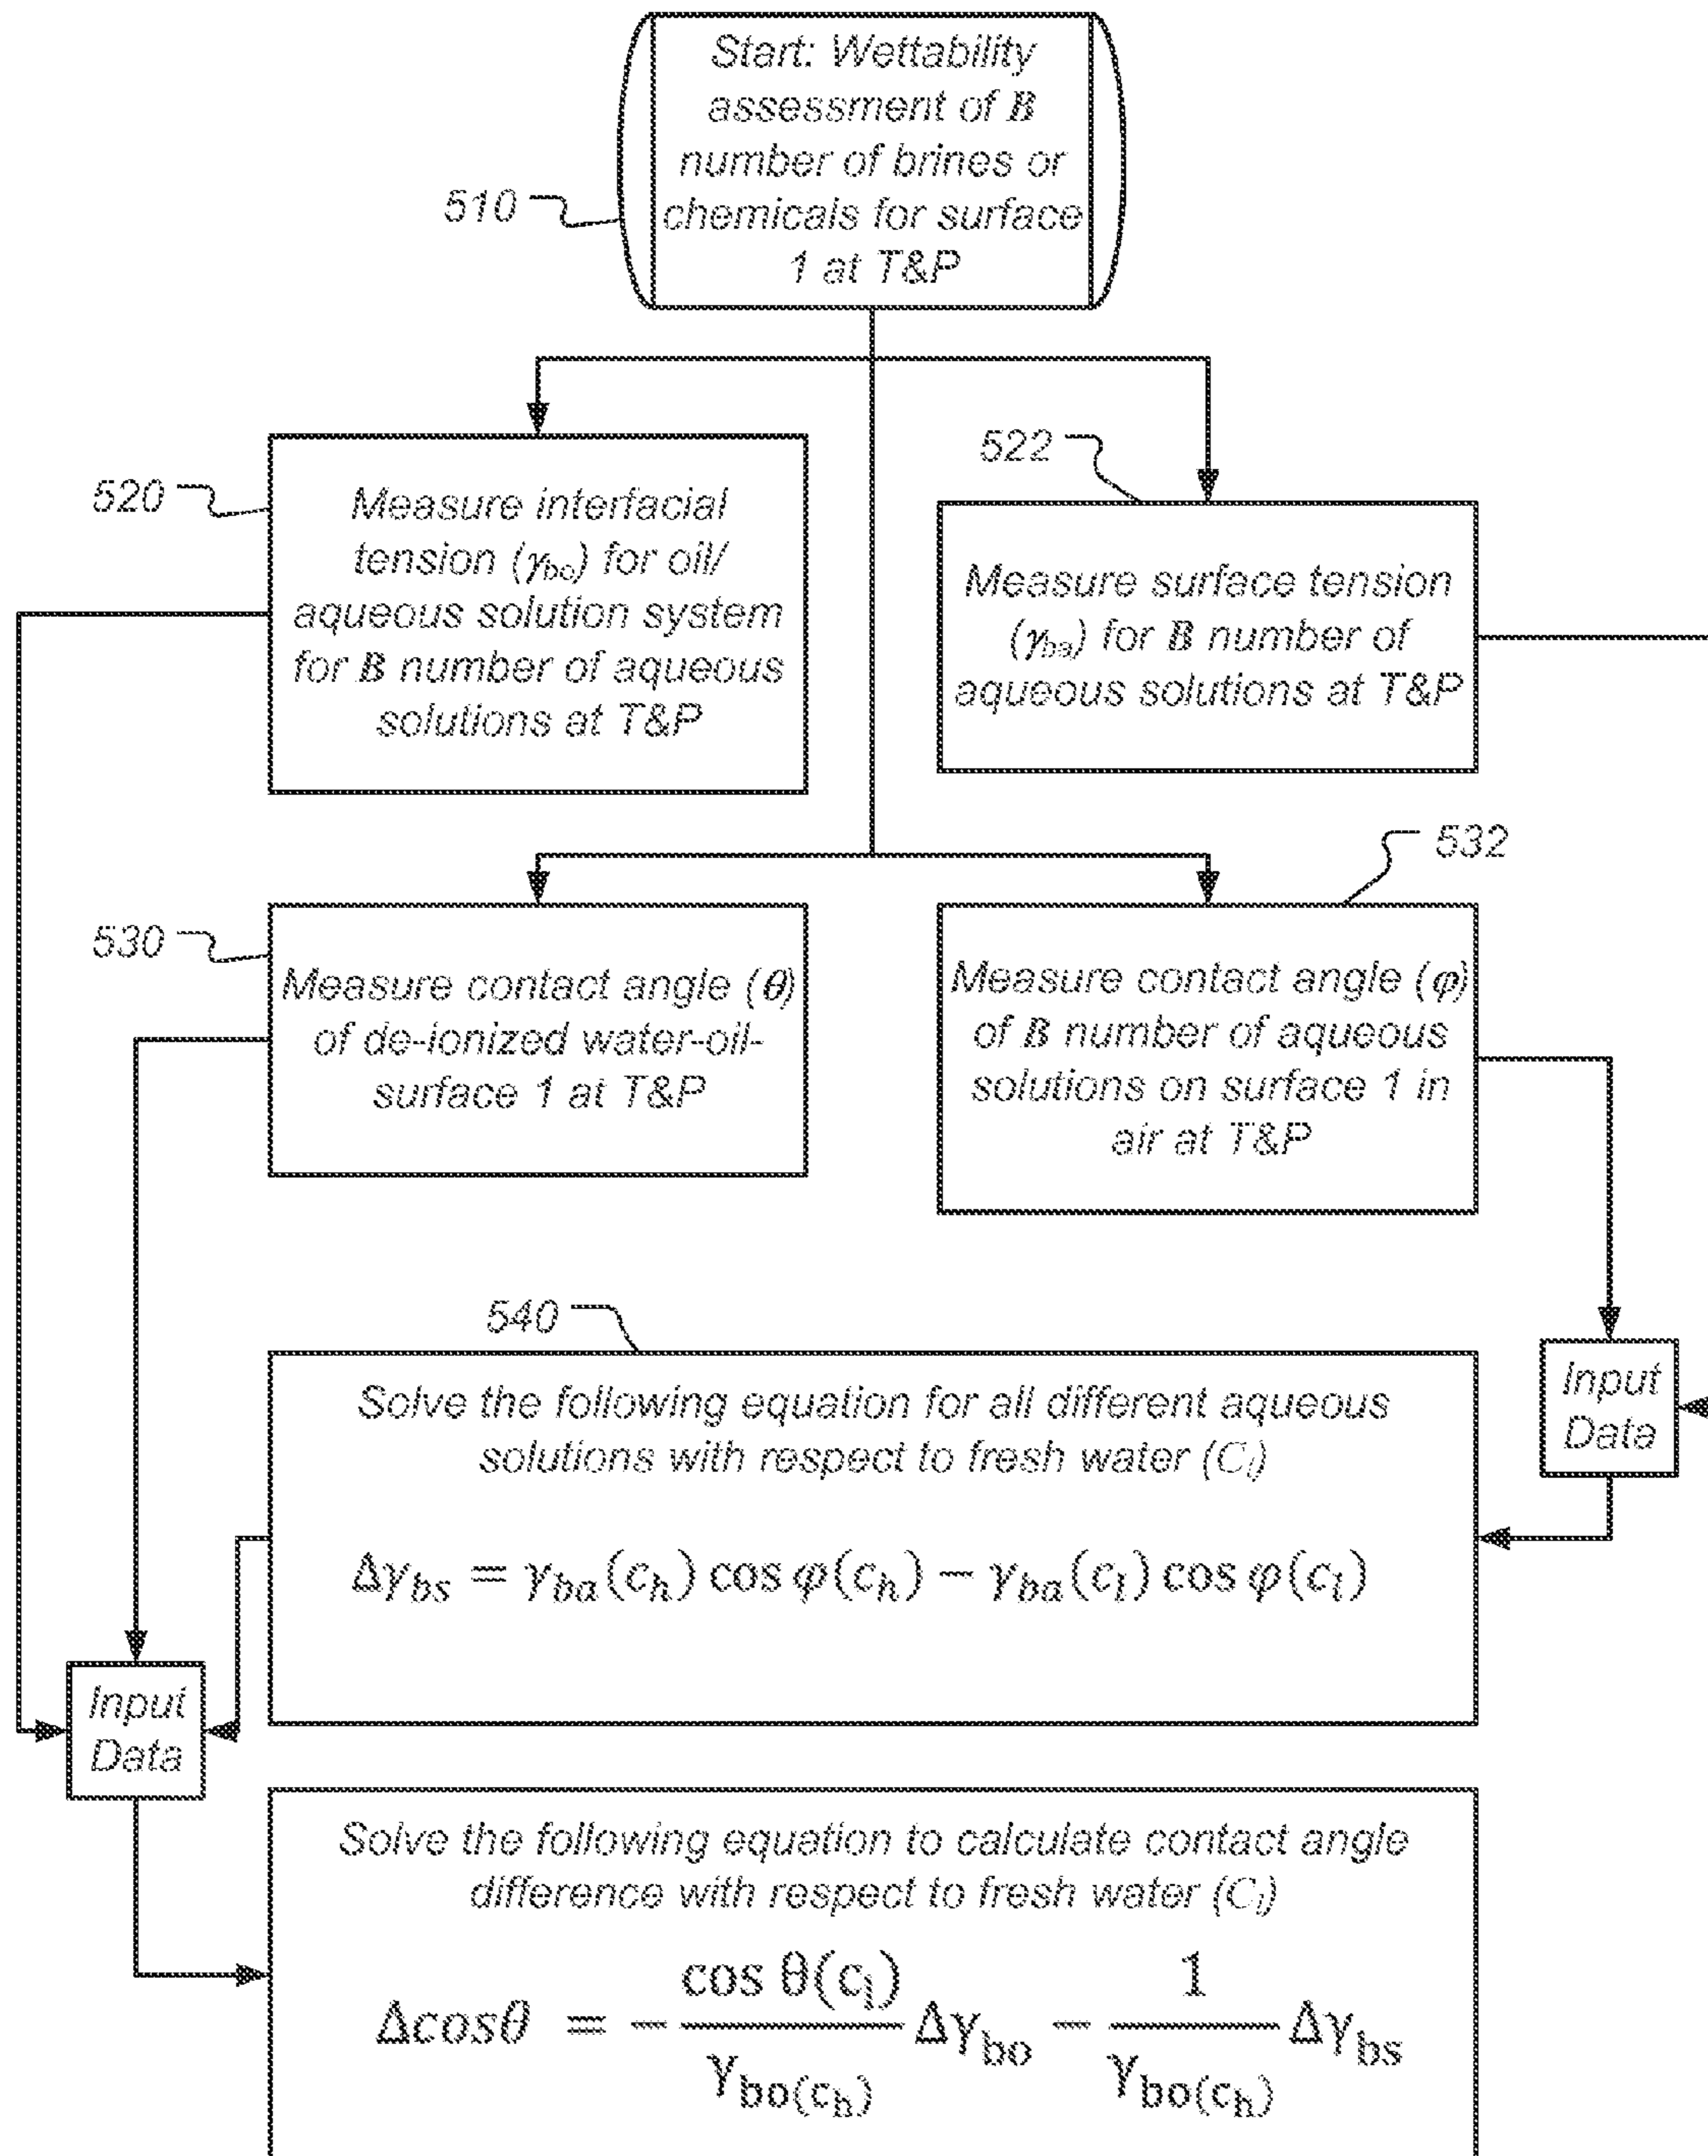 Start: Wettability
assessment of B
number of brines or
chemicals for surface
1 at T&P
510
520
Measure interfacial
tension (γbo) for oil/
aqueous solution system
for B number of aqueous
solutions at T&P
522
Measure surface tension
(γba) for B number of
aqueous solutions at T&P
530
Measure contact angle (θ)
of de-ionized water-oil-
surface 1 at T&P
532
Measure contact angle (φ)
of B number of aqueous
solutions on surface 1 in
air at T&P
540
Solve the following equation for all different aqueous
solutions with respect to fresh water (Cl)
Δγbs = γba(ch) cos φ(ch) − γba(cl) cos φ(cl)
Input
Data
Input
Data
Solve the following equation to calculate contact angle
difference with respect to fresh water (Cl)
Δcosθ = − cos θ(cl) / γbo(ch) Δγbo − 1 / γbo(ch) Δγbs